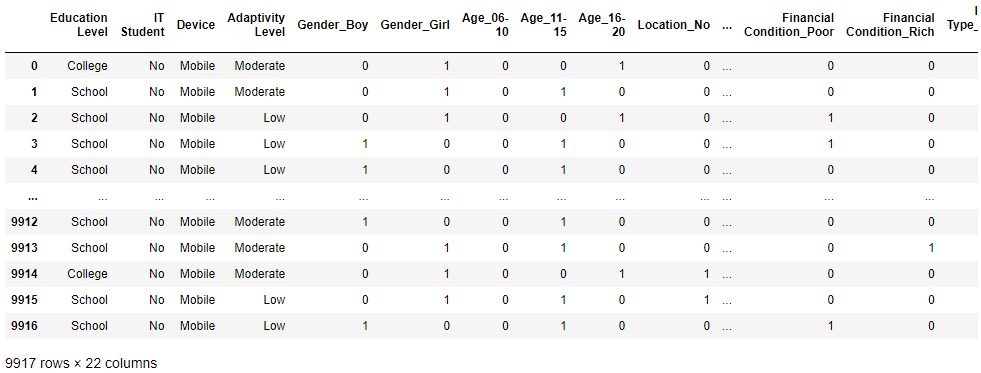 Education Level IT Student Device Adaptivity Level Gender_Boy Gender_Girl Age_06-10 Age_11-15 Age_16-20 Location_No ... Financial Condition_Poor Financial Condition_Rich Type_
0 College No Mobile Moderate 0 1 0 0 1 0 ... 0 0
1 School No Mobile Moderate 0 1 0 1 0 0 ... 0 0
2 School No Mobile Low 0 1 0 0 1 0 ... 1 0
3 School No Mobile Low 1 0 0 1 0 0 ... 1 0
4 School No Mobile Low 1 0 0 1 0 0 ... 0 0
... ... ... ... ... ... ... ... ... ... ... ... ... ...
9912 School No Mobile Moderate 1 0 0 1 0 0 ... 0 0
9913 School No Mobile Moderate 0 1 0 1 0 0 ... 0 1
9914 College No Mobile Moderate 0 1 0 0 1 1 ... 0 0
9915 School No Mobile Low 0 1 0 1 0 1 ... 0 0
9916 School No Mobile Low 1 0 0 1 0 0 ... 1 0
9917 rows × 22 columns